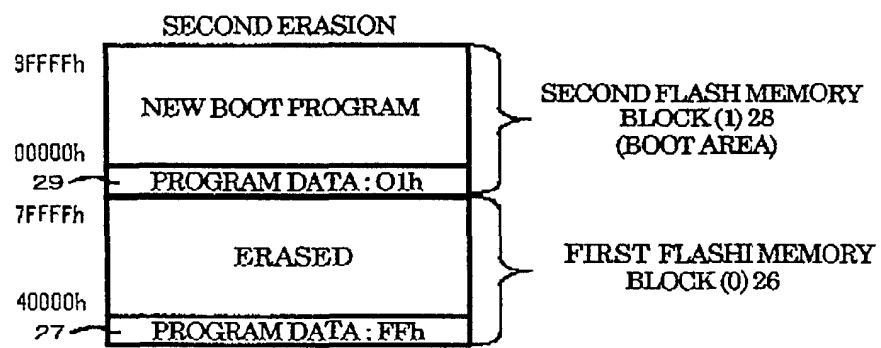 SECOND ERASION
9FFFFh
NEW BOOT PROGRAM
SECOND FLASH MEMORY
BLOCK (1) 28
(BOOT AREA)
00000h
29
PROGRAM DATA : 01h
7FFFFh
ERASED
FIRST FLASHI MEMORY
BLOCK (0) 26
40000h
27
PROGRAM DATA : FFh